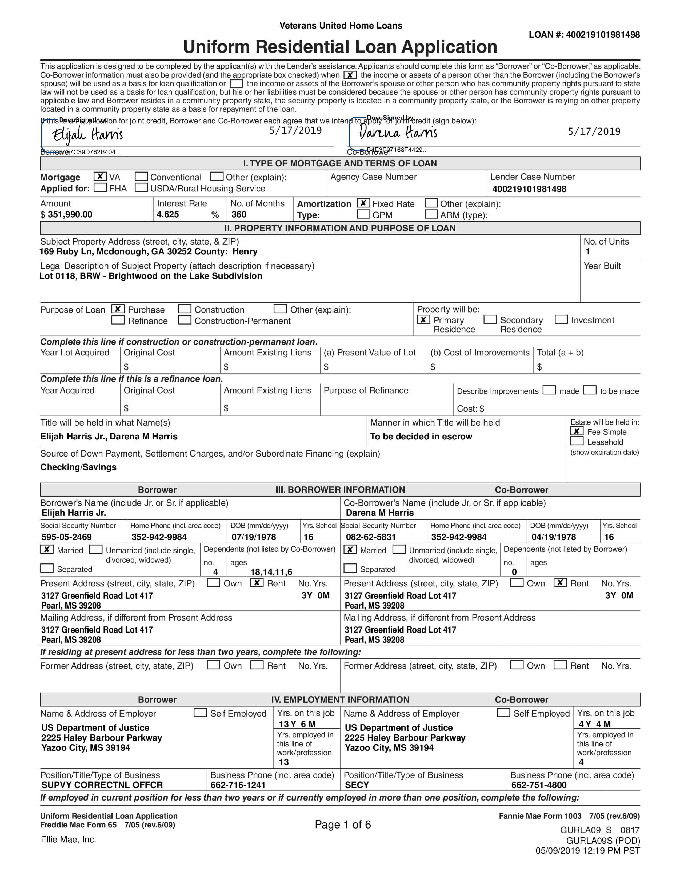 Veterans United Home Loans
LOAN #: 400219101981498
Uniform Residential Loan Application
This application is designed to be completed by the applicant(s) with the Lender's assistance. Applicants should complete this form as "Borrower" or "Co-Borrower," as applicable.
Co-Borrower information must also be provided (and the appropriate box checked) when ☒ the income or assets of a person other than the Borrower (including the Borrower's
spouse) will be used as a basis for loan qualification or ☐ the income or assets of the Borrower's spouse or other person who has community property rights pursuant to state
law will not be used as a basis for loan qualification, but his or her liabilities must be considered because the spouse or other person has community property rights pursuant to
applicable law and Borrower resides in a community property state, the security property is located in a community property state, or the Borrower is relying on other property
located in a community property state as a basis for repayment of the loan.
If this is an application for joint credit, Borrower and Co-Borrower each agree that we intend to apply for joint credit (sign below):
Elijah Harris 5/17/2019 Darena Harris 5/17/2019
Borrower Co-Borrower
I. TYPE OF MORTGAGE AND TERMS OF LOAN
Mortgage ☒ VA ☐ Conventional ☐ Other (explain): Agency Case Number Lender Case Number
Applied for: ☐ FHA ☐ USDA/Rural Housing Service 400219101981498
Amount Interest Rate No. of Months Amortization ☒ Fixed Rate ☐ Other (explain):
$ 351,990.00 4.625 % 360 Type: ☐ GPM ☐ ARM (type):
II. PROPERTY INFORMATION AND PURPOSE OF LOAN
Subject Property Address (street, city, state, & ZIP) No. of Units
169 Ruby Ln, Mcdonough, GA 30252 County: Henry 1
Legal Description of Subject Property (attach description if necessary) Year Built
Lot 0118, BRW - Brightwood on the Lake Subdivision
Purpose of Loan ☒ Purchase ☐ Construction ☐ Other (explain): Property will be:
☐ Refinance ☐ Construction-Permanent ☒ Primary Residence ☐ Secondary Residence ☐ Investment
Complete this line if construction or construction-permanent loan.
Year Lot Acquired Original Cost Amount Existing Liens (a) Present Value of Lot (b) Cost of Improvements Total (a + b)
$ $ $ $ $
Complete this line if this is a refinance loan.
Year Acquired Original Cost Amount Existing Liens Purpose of Refinance Describe Improvements ☐ made ☐ to be made
$ $ Cost: $
Title will be held in what Name(s) Manner in which Title will be held Estate will be held in:
Elijah Harris Jr., Darena M Harris To be decided in escrow ☒ Fee Simple
☐ Leasehold
Source of Down Payment, Settlement Charges, and/or Subordinate Financing (explain) (show expiration date)
Checking/Savings
Borrower III. BORROWER INFORMATION Co-Borrower
Borrower's Name (include Jr. or Sr. if applicable) Co-Borrower's Name (include Jr. or Sr. if applicable)
Elijah Harris Jr. Darena M Harris
Social Security Number Home Phone (incl. area code) DOB (mm/dd/yyyy) Yrs. School Social Security Number Home Phone (incl. area code) DOB (mm/dd/yyyy) Yrs. School
595-05-2469 352-942-9984 07/19/1978 16 082-62-5831 352-942-9984 04/19/1978 16
☒ Married ☐ Unmarried (include single, Dependents (not listed by Co-Borrower) ☒ Married ☐ Unmarried (include single, Dependents (not listed by Borrower)
☐ Separated divorced, widowed) no. 4 ages 18,14,11,6 ☐ Separated divorced, widowed) no. 0 ages
Present Address (street, city, state, ZIP) ☐ Own ☒ Rent No. Yrs. Present Address (street, city, state, ZIP) ☐ Own ☒ Rent No. Yrs.
3127 Greenfield Road Lot 417 3Y 0M 3127 Greenfield Road Lot 417 3Y 0M
Pearl, MS 39208 Pearl, MS 39208
Mailing Address, if different from Present Address Mailing Address, if different from Present Address
3127 Greenfield Road Lot 417 3127 Greenfield Road Lot 417
Pearl, MS 39208 Pearl, MS 39208
If residing at present address for less than two years, complete the following:
Former Address (street, city, state, ZIP) ☐ Own ☐ Rent No. Yrs. Former Address (street, city, state, ZIP) ☐ Own ☐ Rent No. Yrs.
Borrower IV. EMPLOYMENT INFORMATION Co-Borrower
Name & Address of Employer ☐ Self Employed Yrs. on this job Name & Address of Employer ☐ Self Employed Yrs. on this job
13 Y 6 M 4 Y 4 M
US Department of Justice Yrs. employed in US Department of Justice Yrs. employed in
2225 Haley Barbour Parkway this line of 2225 Haley Barbour Parkway this line of
Yazoo City, MS 39194 work/profession Yazoo City, MS 39194 work/profession
13 4
Position/Title/Type of Business Business Phone (incl. area code) Position/Title/Type of Business Business Phone (incl. area code)
SUPVY CORRECTNL OFFCR 662-716-1241 SECY 662-751-4800
If employed in current position for less than two years or if currently employed in more than one position, complete the following:
Uniform Residential Loan Application Fannie Mae Form 1003 7/05 (rev.6/09)
Freddie Mac Form 65 7/05 (rev.6/09) Page 1 of 6
GURLA09_S 0817
Ellie Mae, Inc. GURLA09S (POD)
05/09/2019 12:19 PM PST